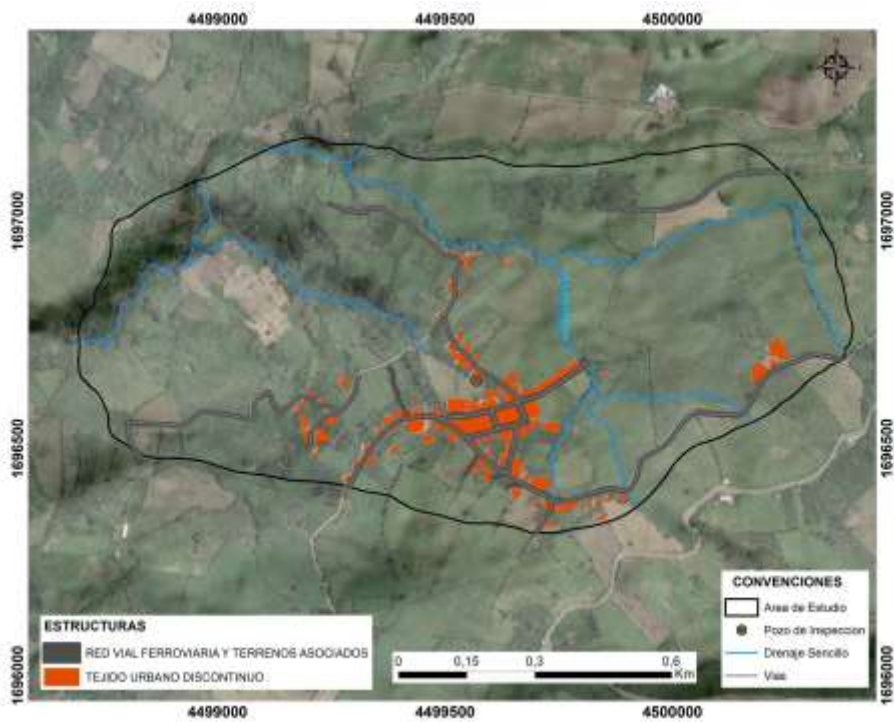 4499000 4499500 4500000
1697000 1697000
1696500 1696500
1696000 1696000
ESTRUCTURAS
RED VIAL FERROVIARIA Y TERRENOS ASOCIADOS
TEJIDO URBANO DISCONTINUO
0 0,15 0,3 0,6
Km
CONVENCIONES
Area de Estudio
Pozo de Inspeccion
Drenaje Sencillo
Vias
4499000 4499500 4500000